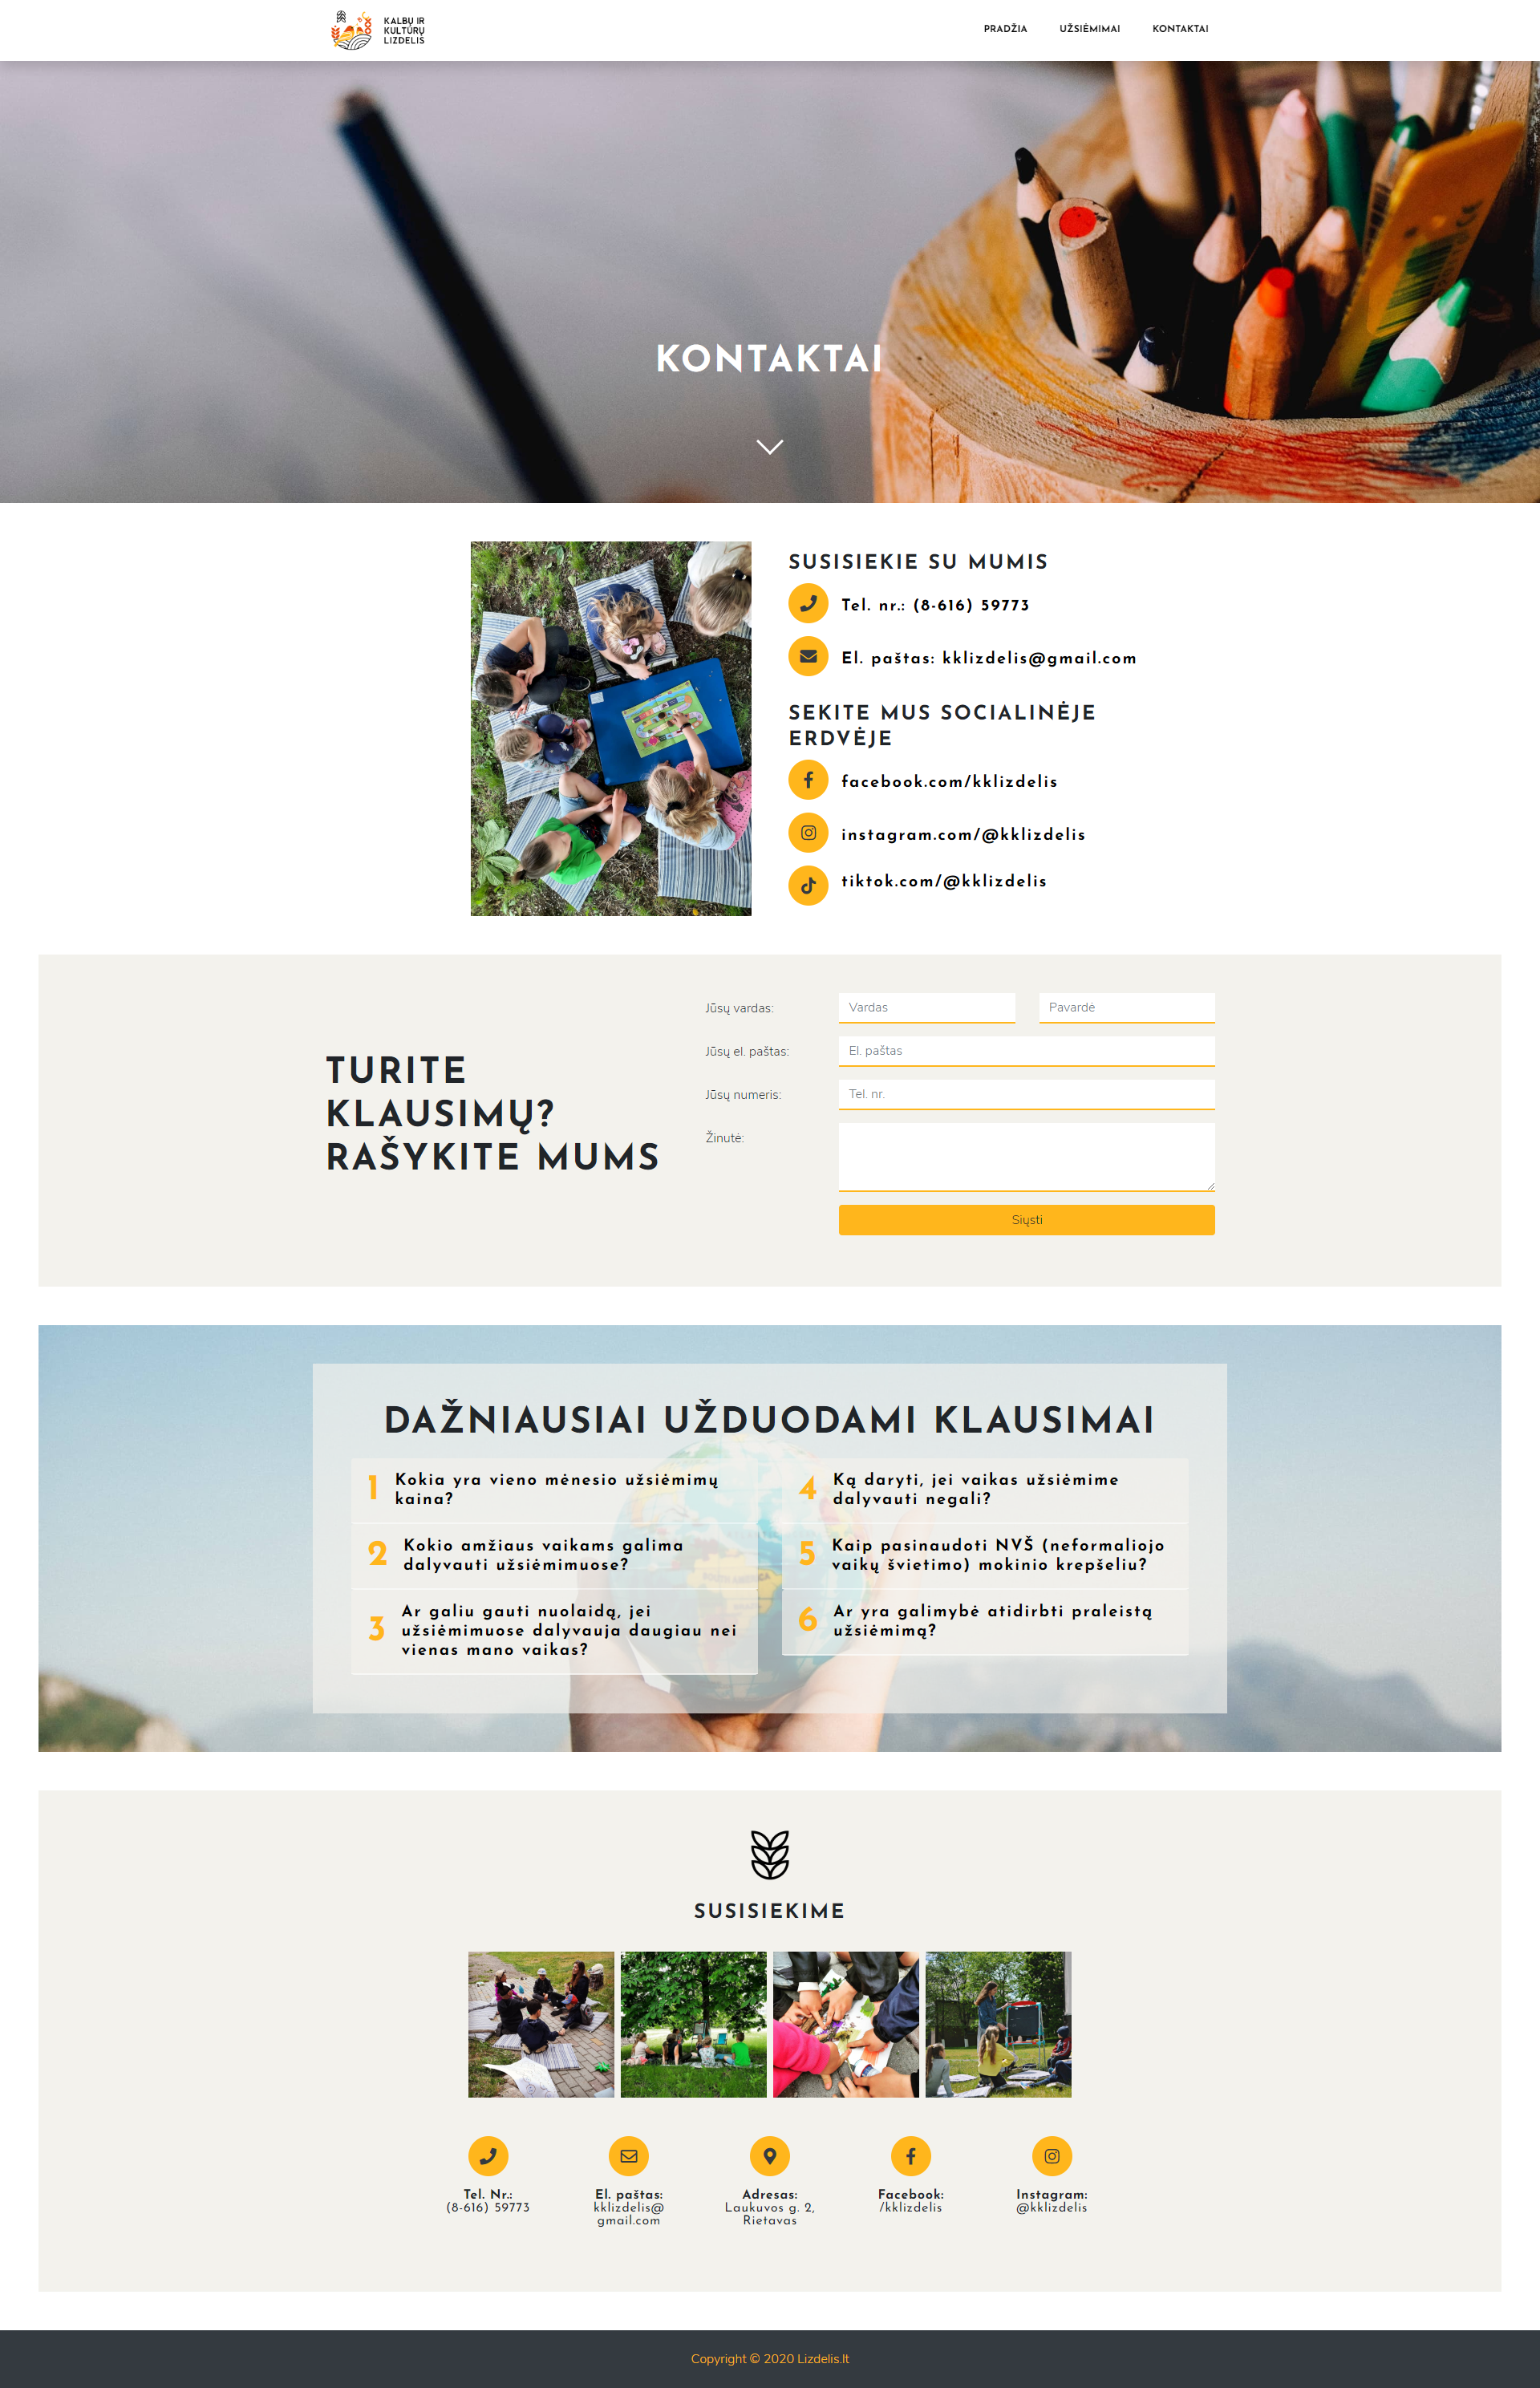 KALBŲ IR
KULTŪRŲ
LIZDELIS
PRADŽIA UŽSIĖMIMAI KONTAKTAI
KONTAKTAI
SUSISIEKIE SU MUMIS
Tel. nr.: (8-616) 59773
El. paštas: kklizdelis@gmail.com
SEKITE MUS SOCIALINĖJE
ERDVĖJE
facebook.com/kklizdelis
instagram.com/@kklizdelis
tiktok.com/@kklizdelis
TURITE
KLAUSIMŲ?
RAŠYKITE MUMS
Jūsų vardas: Vardas Pavardė
Jūsų el. paštas: El. paštas
Jūsų numeris: Tel. nr.
Žinutė:
Siųsti
DAŽNIAUSIAI UŽDUODAMI KLAUSIMAI
1 Kokia yra vieno mėnesio užsiėmimų
kaina?
2 Kokio amžiaus vaikams galima
dalyvauti užsiėmimuose?
3 Ar galiu gauti nuolaidą, jei
užsiėmimuose dalyvauja daugiau nei
vienas mano vaikas?
4 Ką daryti, jei vaikas užsiėmime
dalyvauti negali?
5 Kaip pasinaudoti NVŠ (neformaliojo
vaikų švietimo) mokinio krepšeliu?
6 Ar yra galimybė atidirbti praleistą
užsiėmimą?
SOUTH AMERICA
SUSISIEKIME
Tel. Nr.:
(8-616) 59773
El. paštas:
kklizdelis@
gmail.com
Adresas:
Laukuvos g. 2,
Rietavas
Facebook:
/kklizdelis
Instagram:
@kklizdelis
Copyright © 2020 Lizdelis.lt